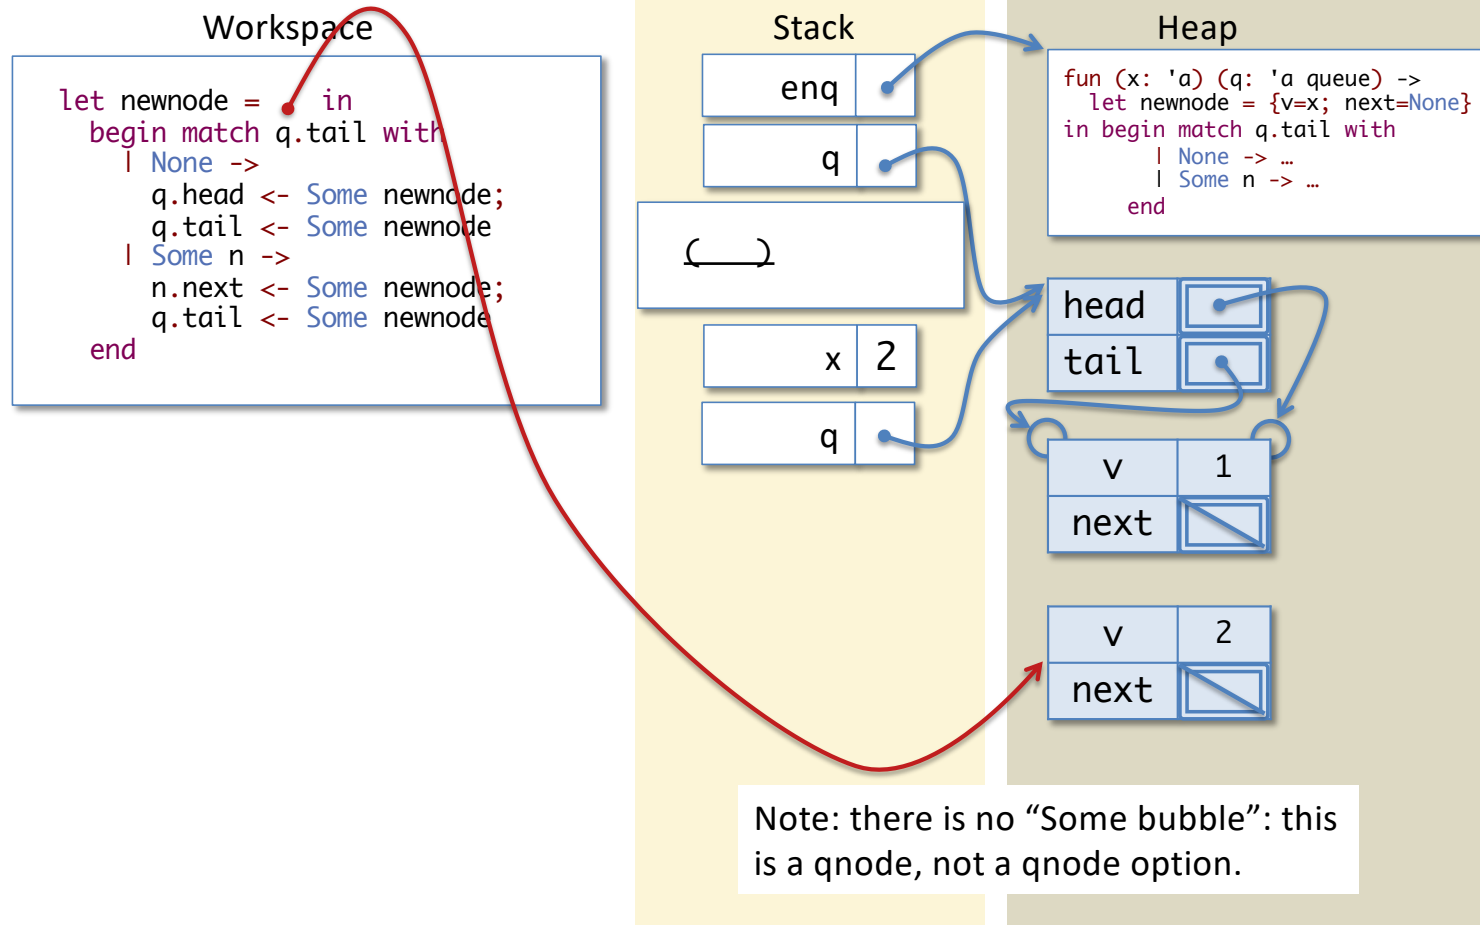 Workspace
let newnode = in
begin match q.tail with
| None ->
q.head <- Some newnode;
q.tail <- Some newnode
| Some n ->
n.next <- Some newnode;
q.tail <- Some newnode
end
Stack
enq
q
(___)
x 2
q
Heap
fun (x: 'a) (q: 'a queue) ->
let newnode = {v=x; next=None}
in begin match q.tail with
| None -> …
| Some n -> …
end
head
tail
v 1
next
v 2
next
Note: there is no “Some bubble”: this
is a qnode, not a qnode option.